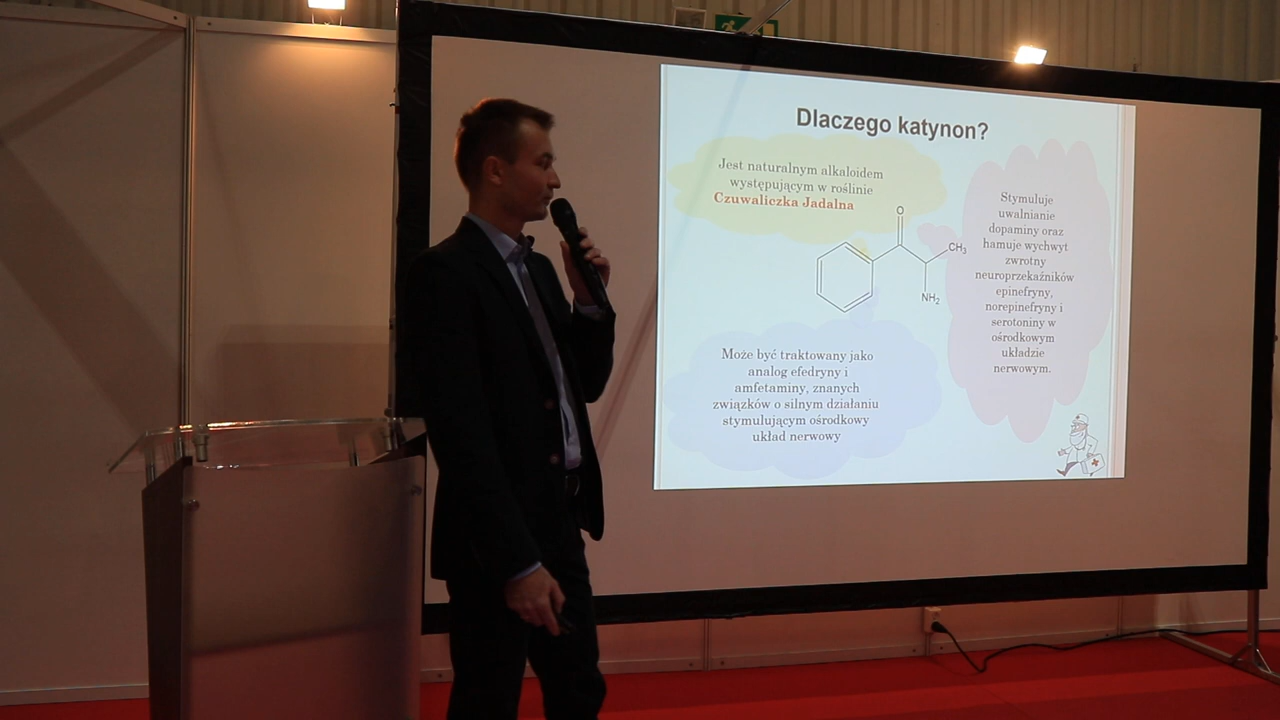 Dlaczego katynon?
Jest naturalnym alkaloidem
występującym w roślinie
Czuwaliczka Jadalna
O
CH3
NH2
Stymuluje
uwalnianie
dopaminy oraz
hamuje wychwyt
zwrotny
neuroprzekaźników
epinefryny,
norepinefryny i
serotoniny w
ośrodkowym
układzie
nerwowym.
Może być traktowany jako
analog efedryny i
amfetaminy, znanych
związków o silnym działaniu
stymulującym ośrodkowy
układ nerwowy